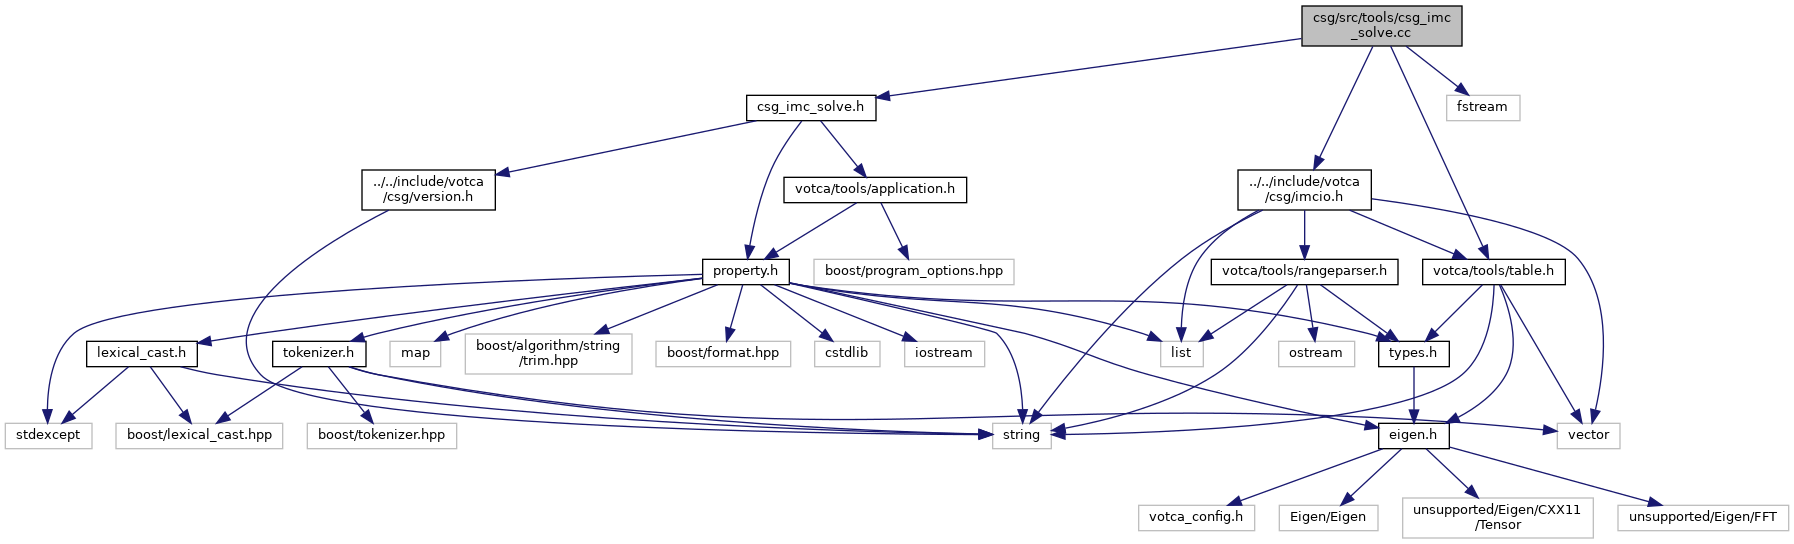 csg/src/tools/csg_imc
_solve.cc
csg_imc_solve.h
fstream
../../include/votca
/csg/version.h
votca/tools/application.h
../../include/votca
/csg/imcio.h
property.h
boost/program_options.hpp
votca/tools/rangeparser.h
votca/tools/table.h
lexical_cast.h
tokenizer.h
map
boost/algorithm/string
/trim.hpp
boost/format.hpp
cstdlib
iostream
list
ostream
types.h
stdexcept
boost/lexical_cast.hpp
boost/tokenizer.hpp
string
eigen.h
vector
votca_config.h
Eigen/Eigen
unsupported/Eigen/CXX11
/Tensor
unsupported/Eigen/FFT